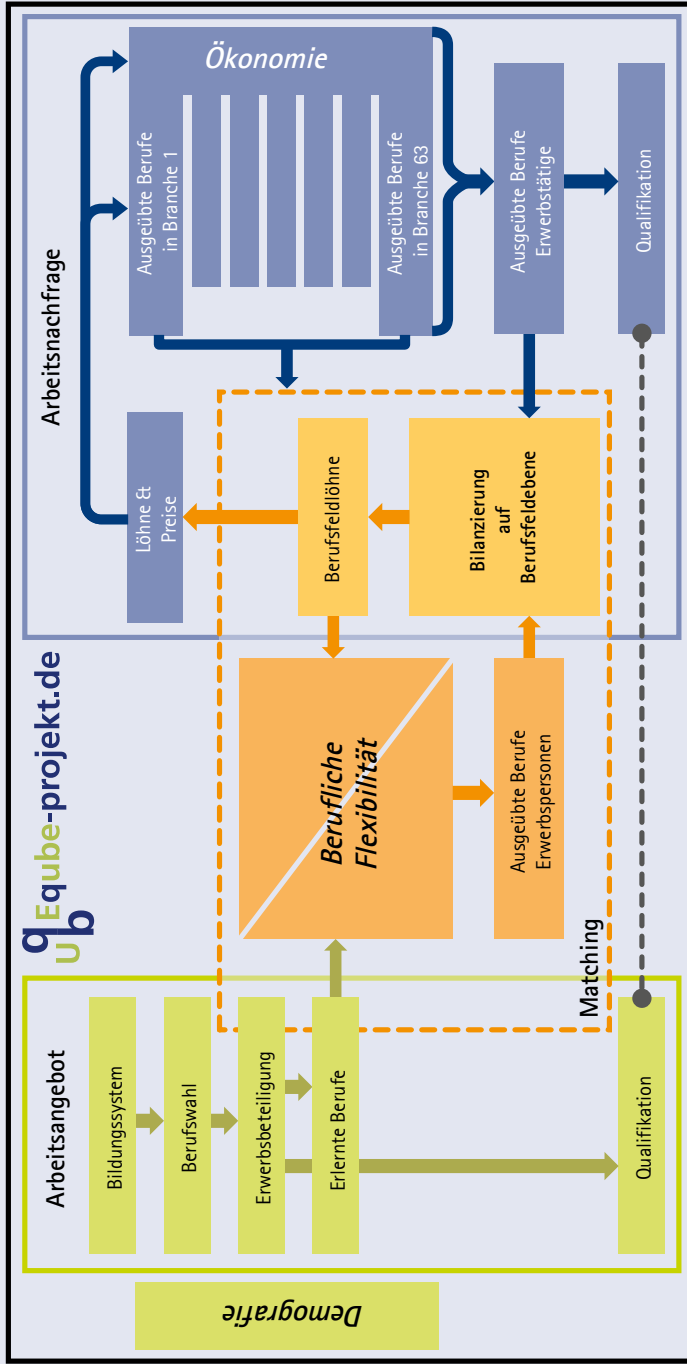 Demografie
Arbeitsangebot
Bildungssystem
Berufswahl
Erwerbsbeteiligung
Erlernte Berufe
Qualifikation
q
U Eqube-projekt.de
b
Matching
Berufliche
Flexibilität
Ausgeübte Berufe
Erwerbspersonen
Arbeitsnachfrage
Löhne &
Preise
Berufsfeldlöhne
Bilanzierung
auf
Berufsfeldebene
Ökonomie
Ausgeübte Berufe
in Branche 1
Ausgeübte Berufe
in Branche 63
Ausgeübte Berufe
Erwerbstätige
Qualifikation